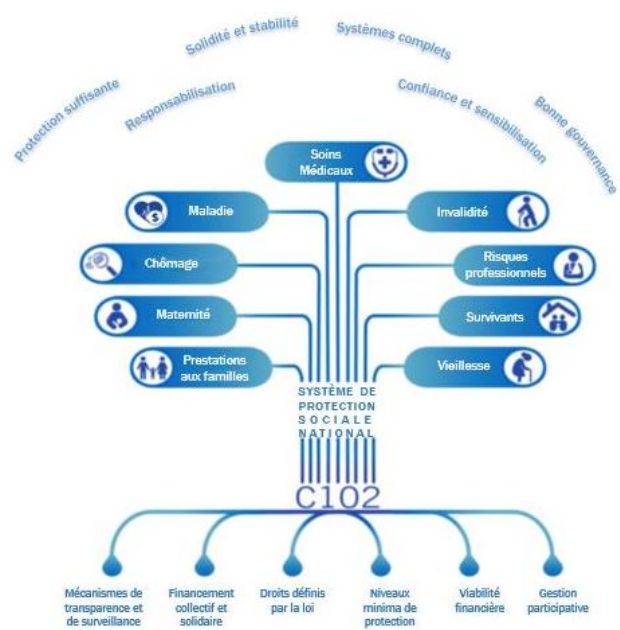 Solidité et stabilité
Systèmes complets
Protection suffisante
Responsabilisation
Confiance et sensibilisation
Bonne gouvernance
Soins
Médicaux
Maladie
Invalidité
Chômage
Risques
professionnels
Maternité
Survivants
Prestations
aux familles
Vieillesse
SYSTÈME DE
PROTECTION
SOCIALE
NATIONAL
C102
Mécanismes de
transparence et
de surveillance
Financement
collectif et
solidaire
Droits définis
par la loi
Niveaux
minima de
protection
Viabilité
financière
Gestion
participative